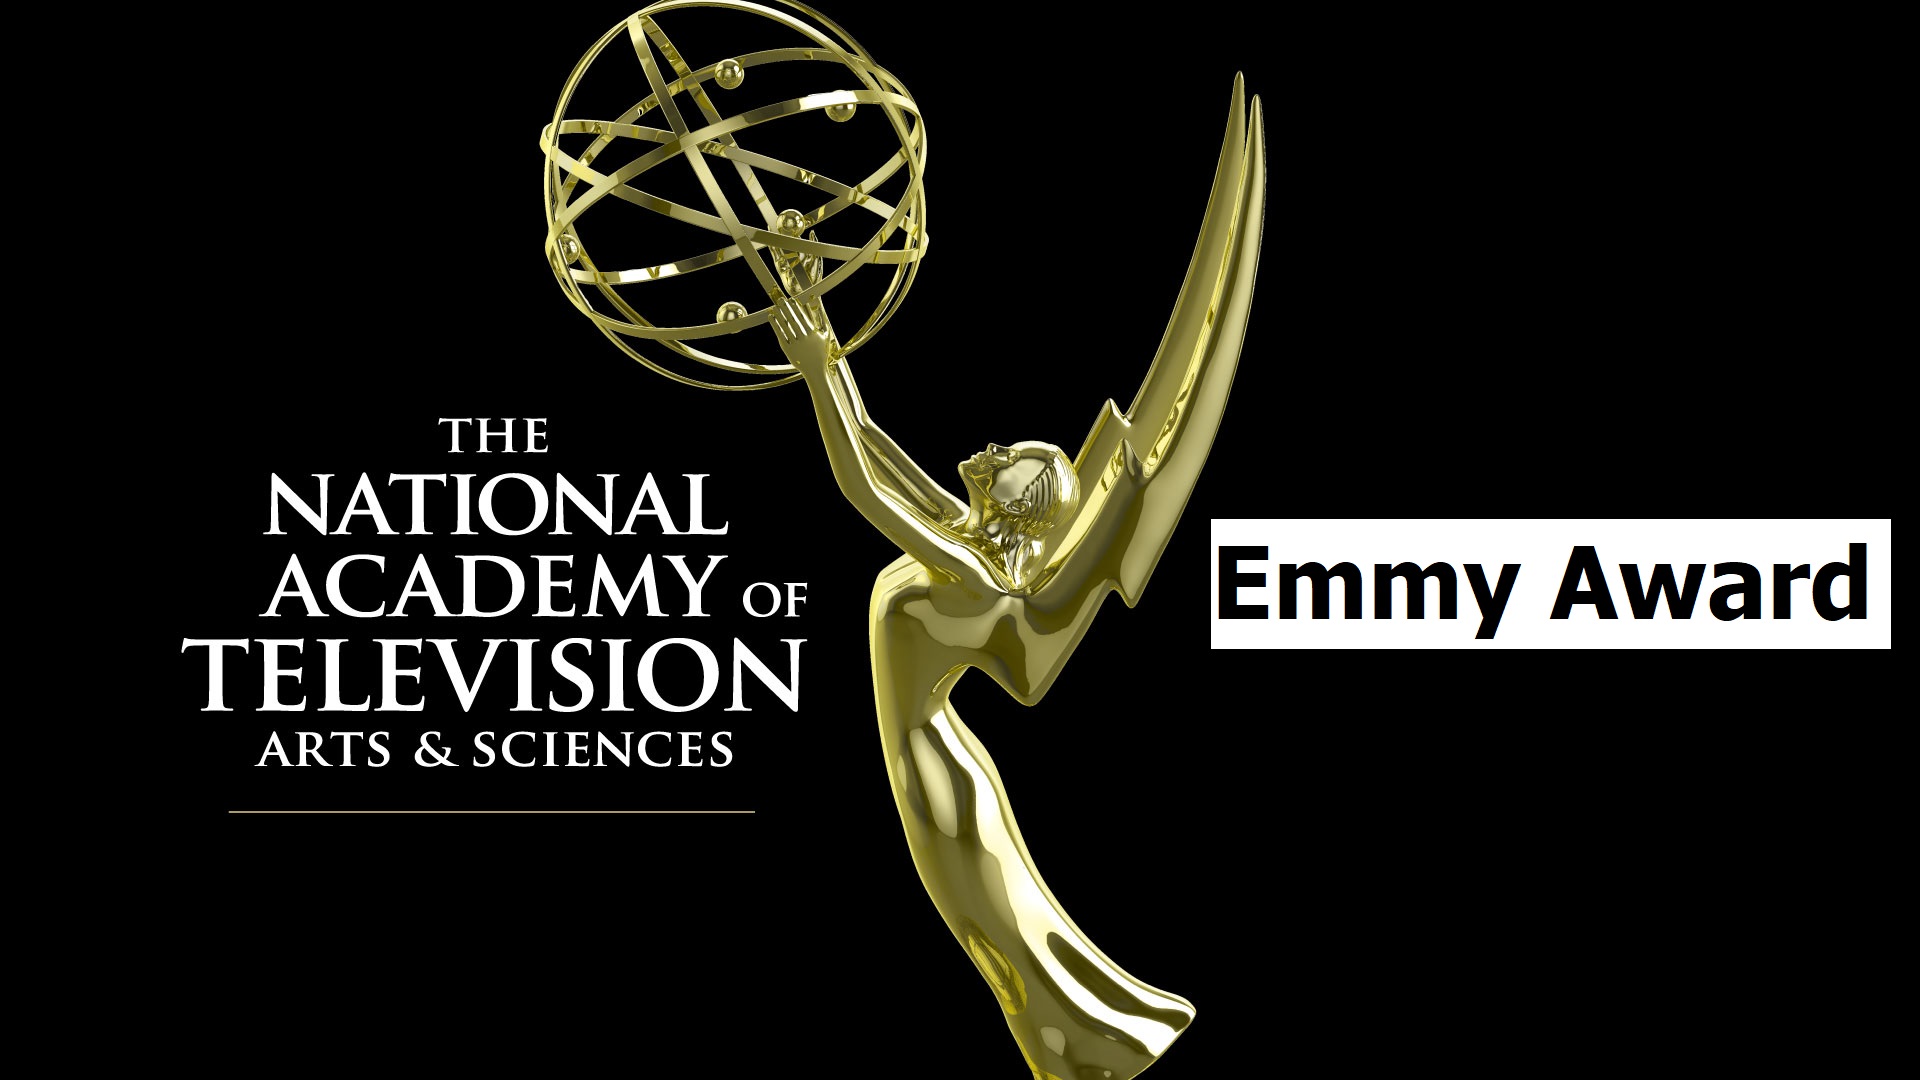 THE
NATIONAL
ACADEMY OF
TELEVISION
ARTS & SCIENCES
Emmy Award